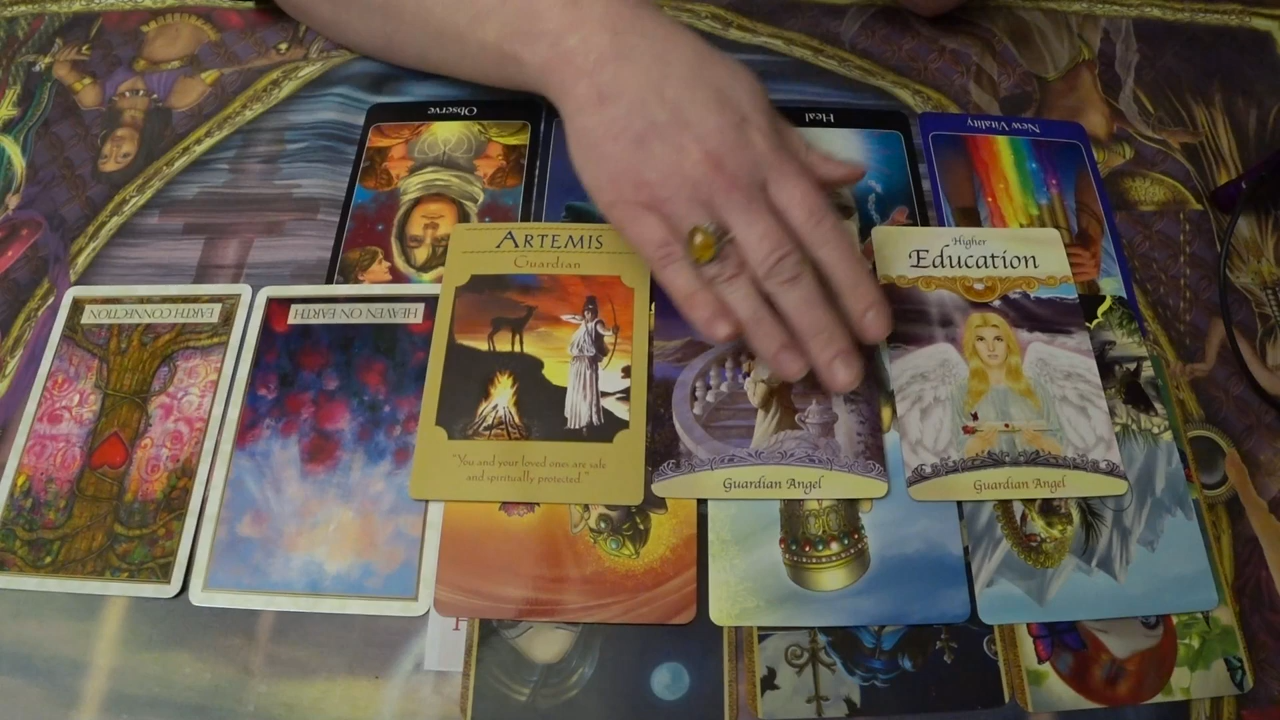 Observe
Heal
New Vitality
ARTEMIS
Guardian
Higher
Education
EARTH CONNECTION
HEAVEN ON EARTH
"You and your loved ones are safe
and spiritually protected."
Guardian Angel
Guardian Angel